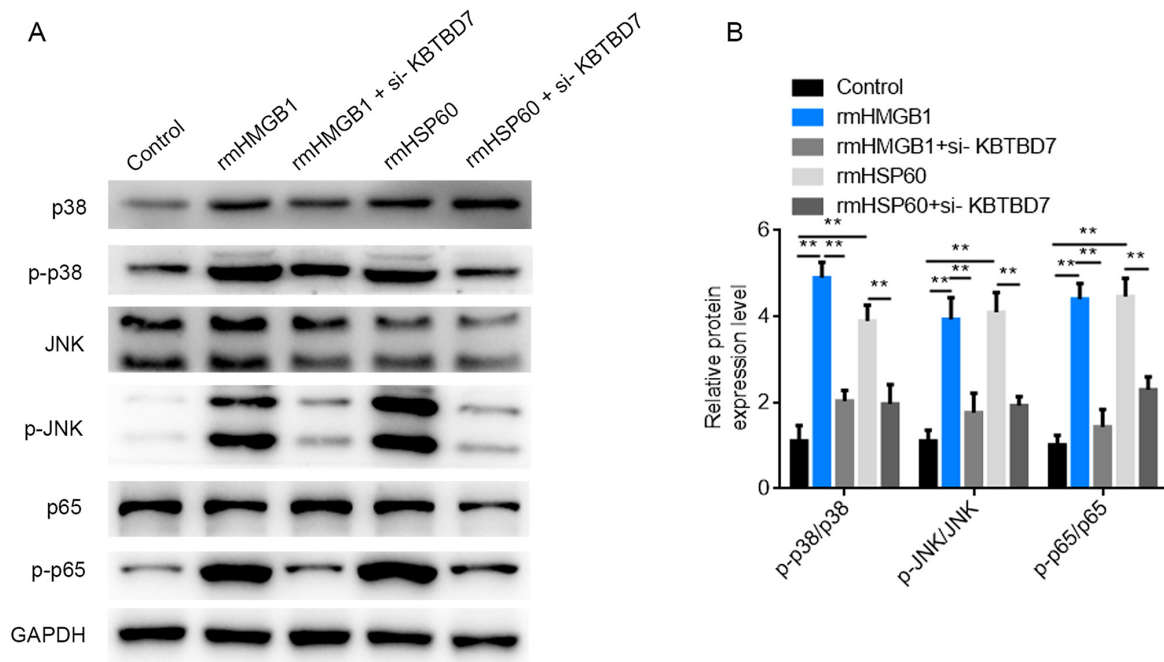 A
Control
rmHMGB1
rmHMGB1 + si- KBTBD7
rmHSP60
rmHSP60 + si- KBTBD7
p38
p-p38
JNK
p-JNK
p65
p-p65
GAPDH
B
Control
rmHMGB1
rmHMGB1+si- KBTBD7
rmHSP60
rmHSP60+si- KBTBD7
Relative protein
expression level
6
4
2
0
**
** **
**
**
** **
**
**
** **
**
p-p38/p38
p-JNK/JNK
p-p65/p65